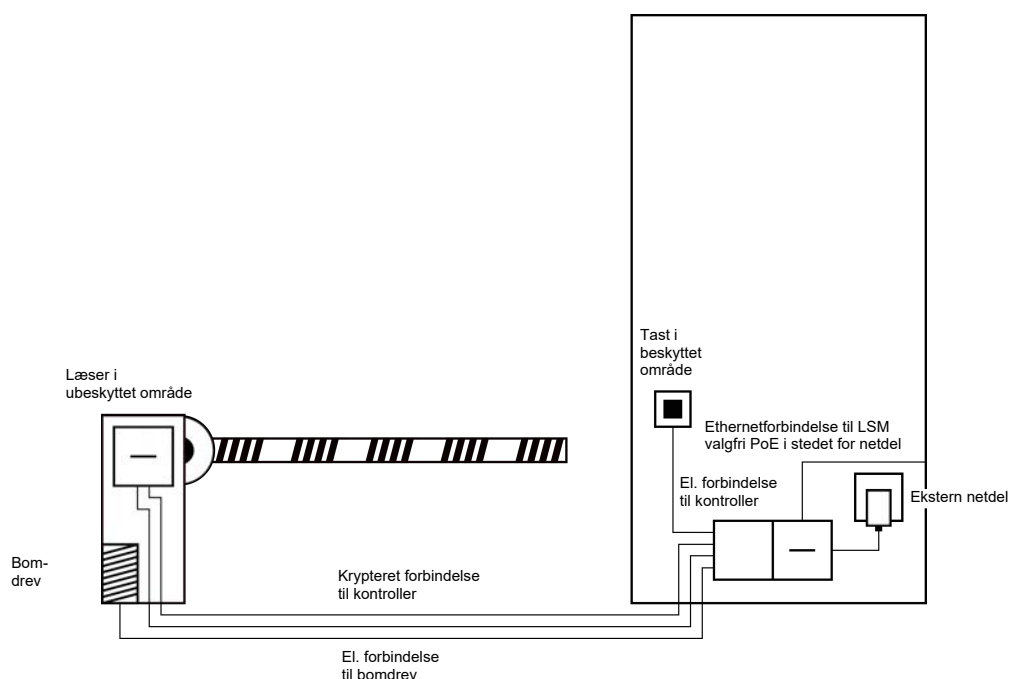 Tast i
beskyttet
område
Læser i
ubeskyttet område
Ethernetforbindelse til LSM
valgfri PoE i stedet for netdel
El. forbindelse
til kontroller
Ekstern netdel
Bom-
drev
Krypteret forbindelse
til kontroller
El. forbindelse
til bomdrev